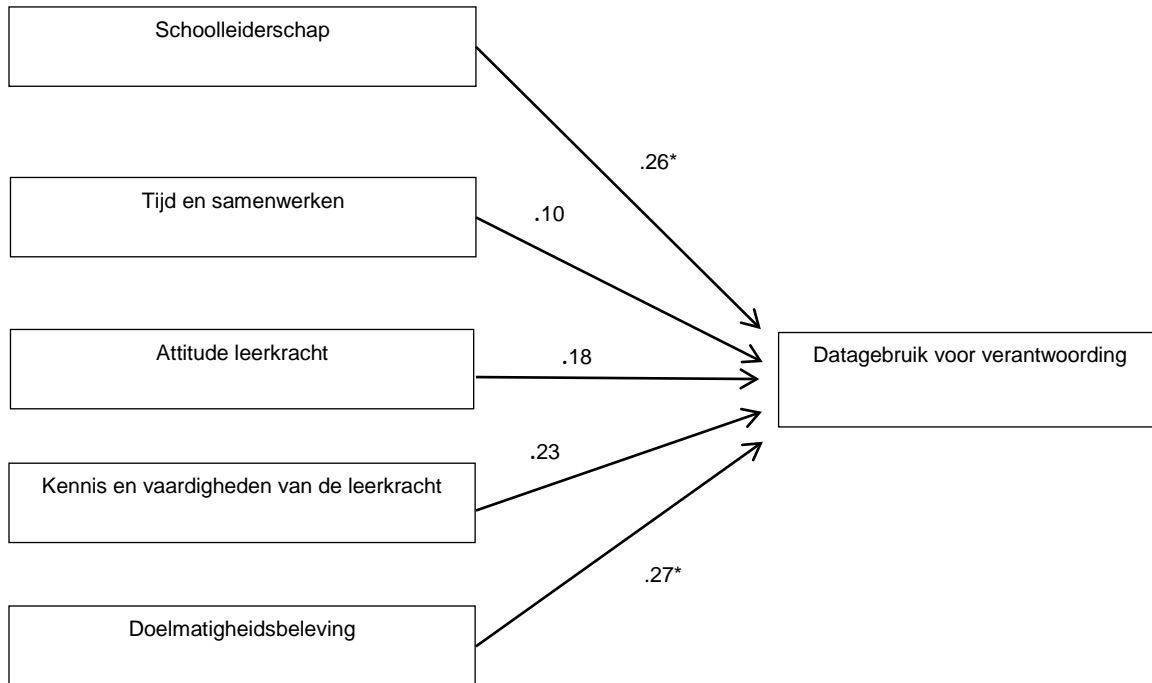 Schoolleiderschap
.26*
Tijd en samenwerken
.10
Attitude leerkracht
.18
Datagebruik voor verantwoording
Kennis en vaardigheden van de leerkracht
.23
.27*
Doelmatigheidsbeleving